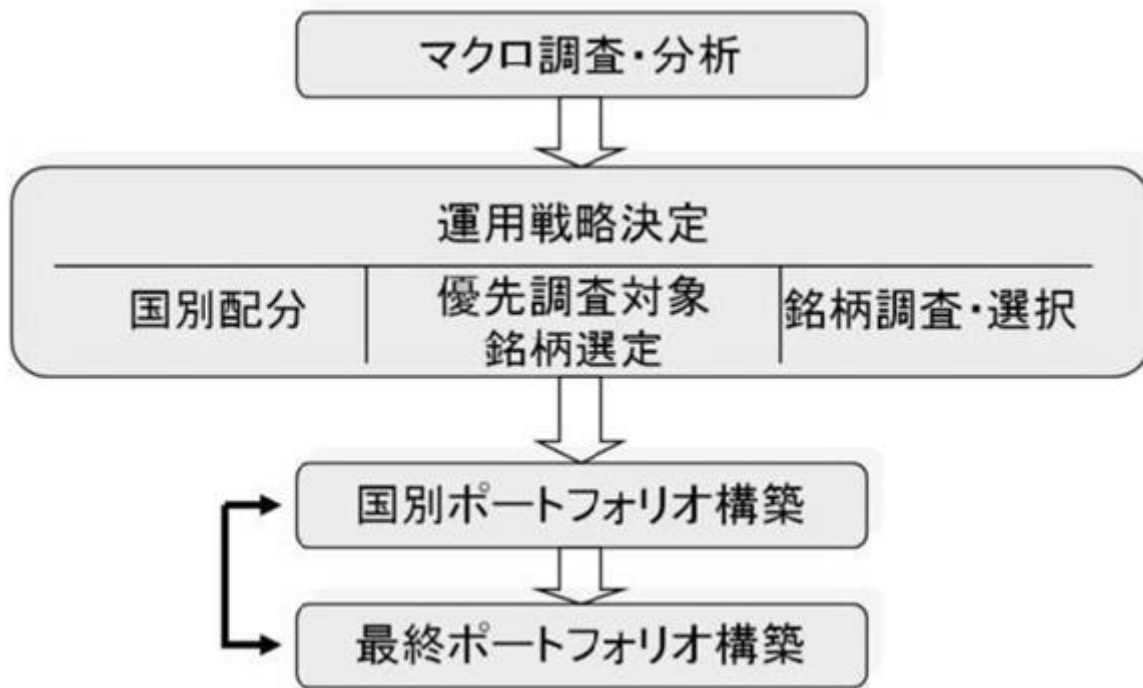 マクロ調査・分析
運用戦略決定
国別配分
優先調査対象
銘柄選定
銘柄調査・選択
国別ポートフォリオ構築
最終ポートフォリオ構築